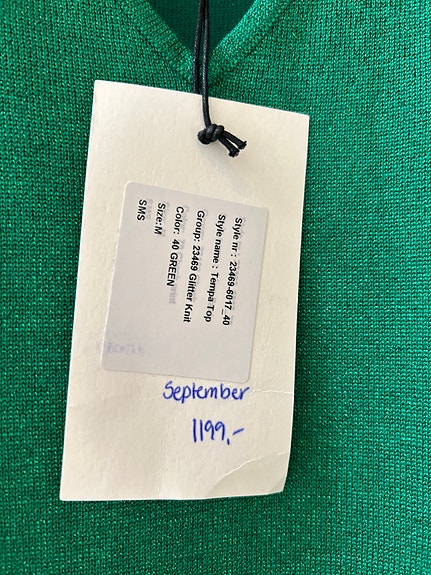 Style nr : 23469-6017_40
Style name : Tempa Top
Group: 23469 Glitter Knit
Color: 40 GREEN
Size:M
SMS
September
1199,-